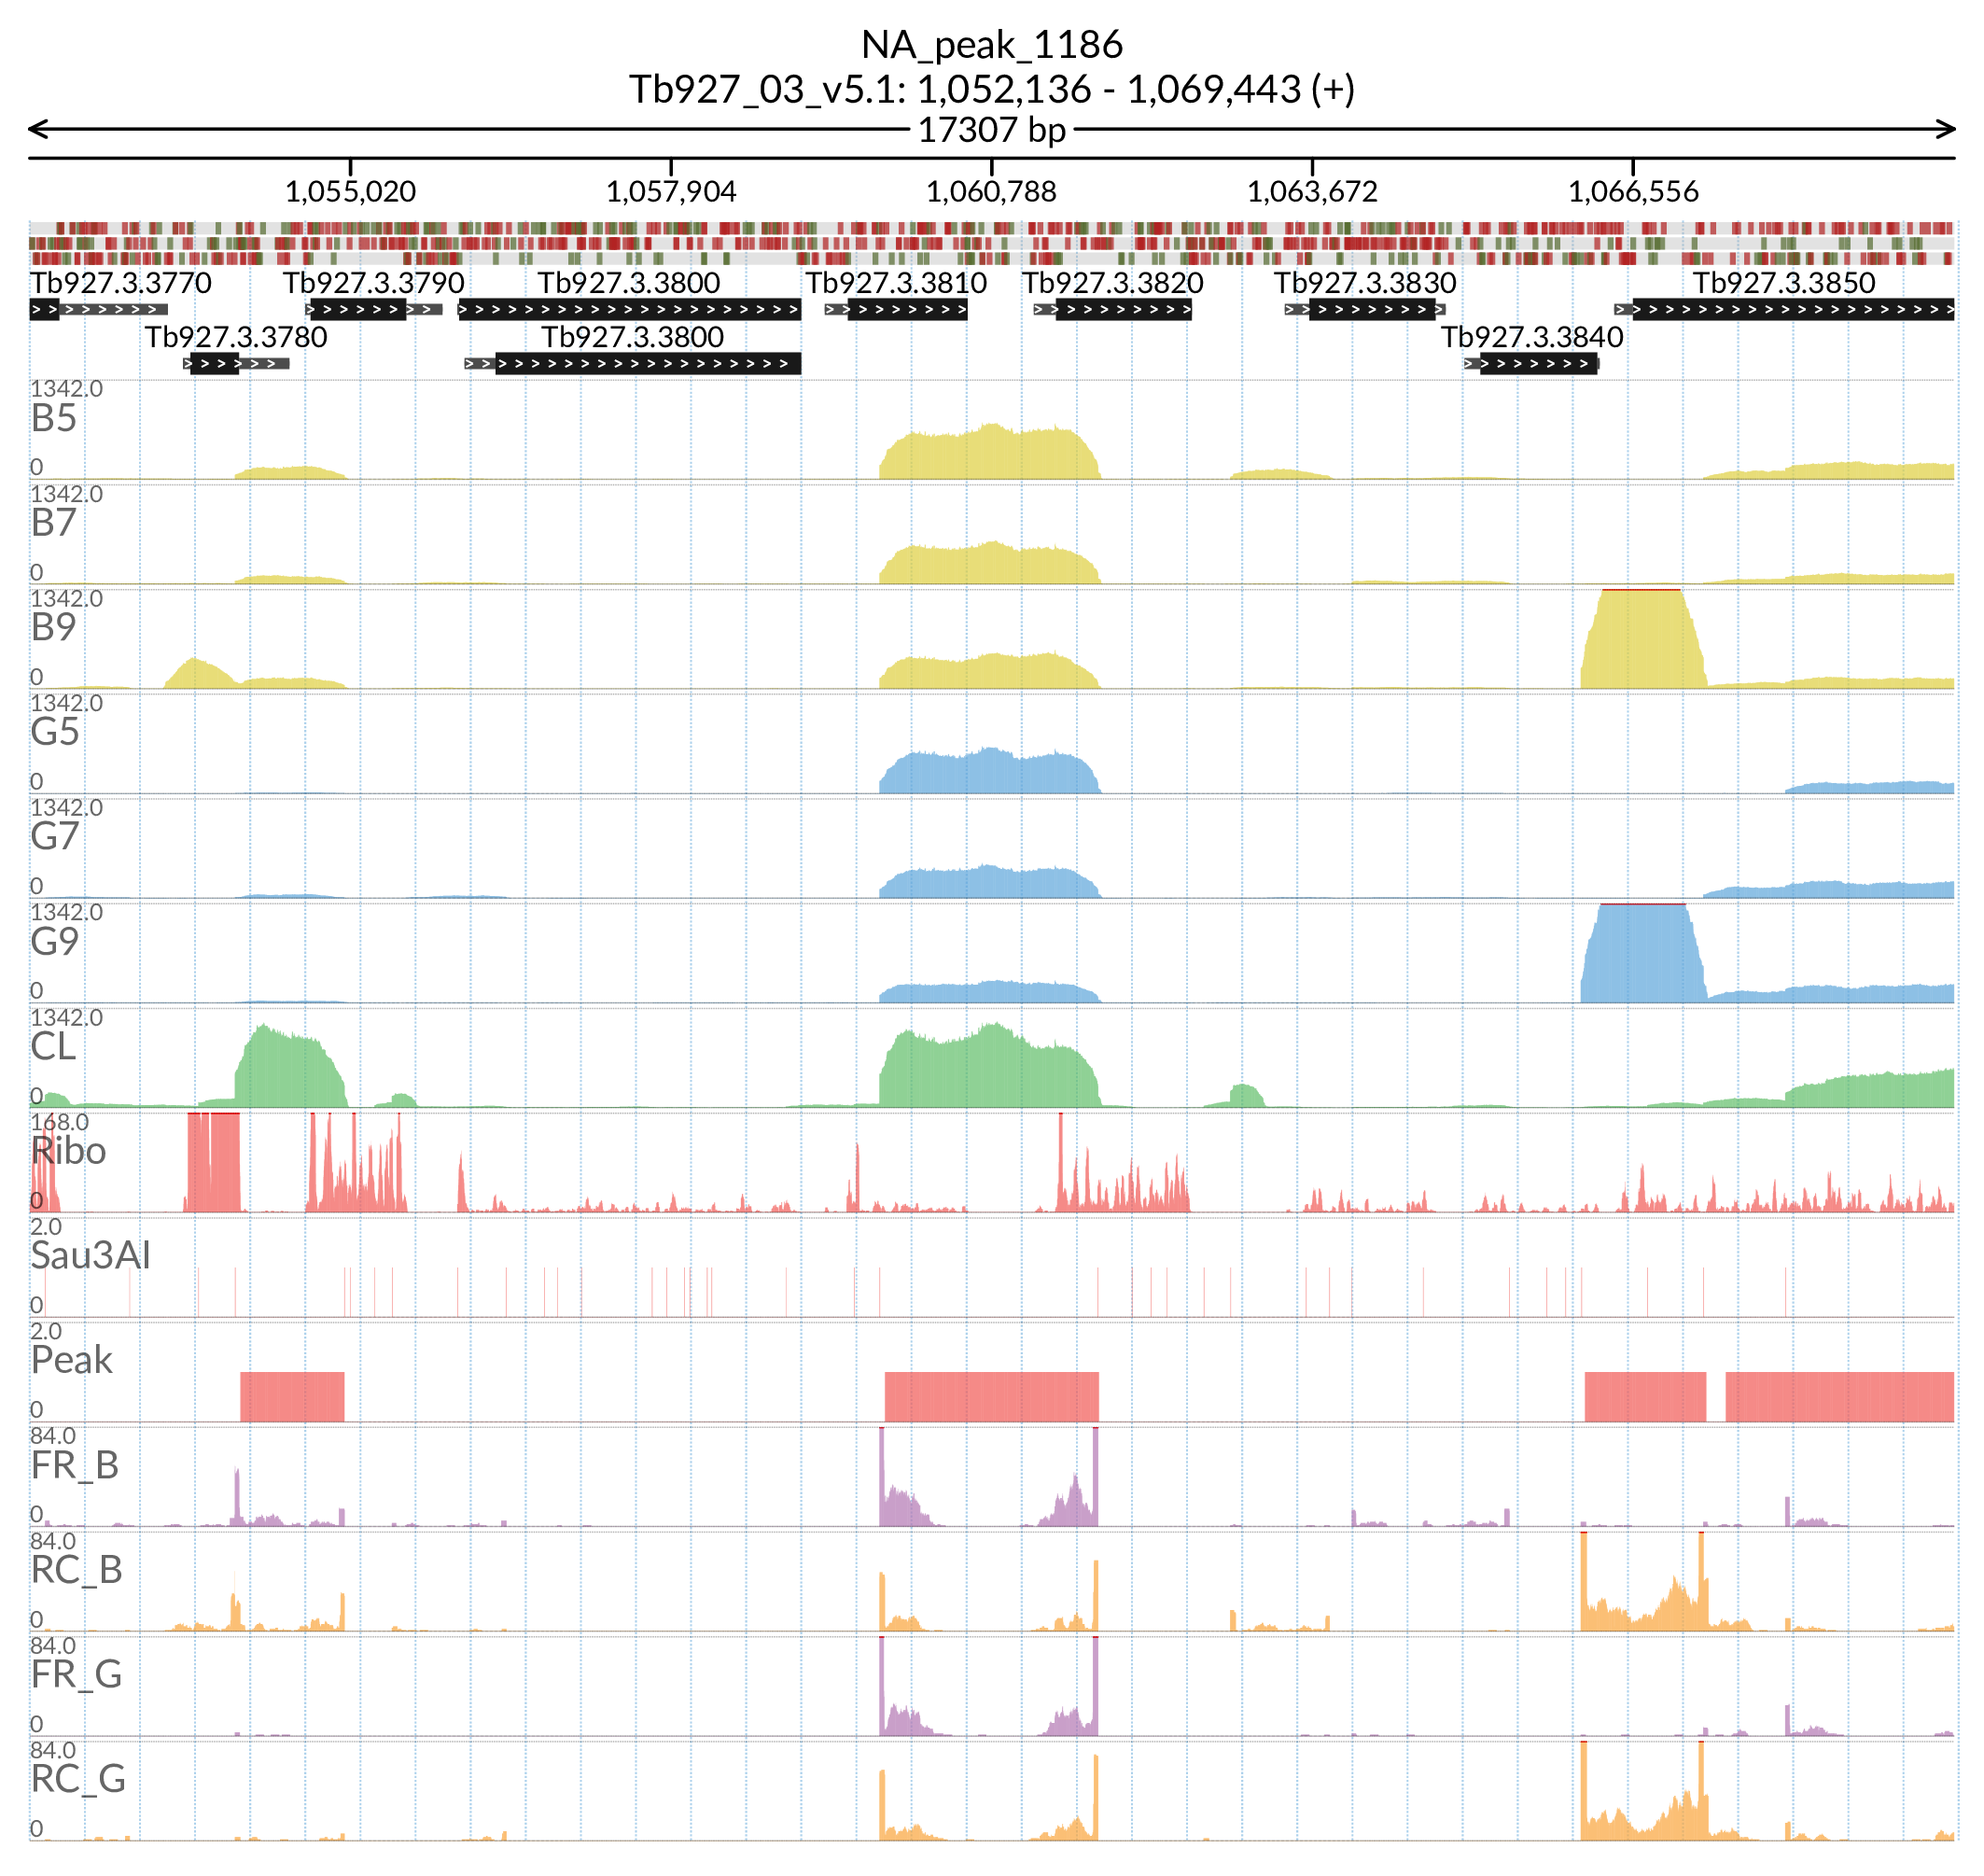 NA_peak_1186
Tb927_03_v5.1: 1,052,136 - 1,069,443 (+)
17307 bp
1,055,020 1,057,904 1,060,788 1,063,672 1,066,556
Tb927.3.3770 Tb927.3.3790 Tb927.3.3800 Tb927.3.3810 Tb927.3.3820 Tb927.3.3830 Tb927.3.3850
Tb927.3.3780 Tb927.3.3800 Tb927.3.3840
1342.0
B5
0
1342.0
B7
0
1342.0
B9
0
1342.0
G5
0
1342.0
G7
0
1342.0
G9
0
1342.0
CL
0
168.0
Ribo
0
2.0
Sau3AI
0
2.0
Peak
0
84.0
FR_B
0
84.0
RC_B
0
84.0
FR_G
0
84.0
RC_G
0